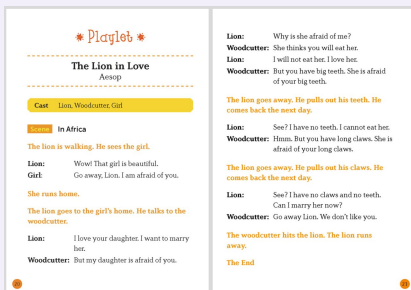 Playlet
The Lion in Love
Aesop
Cast Lion, Woodcutter, Girl
Scene In Africa
The lion is walking. He sees the girl.
Lion: Wow! That girl is beautiful.
Girl: Go away, Lion. I am afraid of you.
She runs home.
The lion goes to the girl's home. He talks to the
woodcutter.
Lion: I love your daughter. I want to marry
her.
Woodcutter: But my daughter is afraid of you.
20
Lion: Why is she afraid of me?
Woodcutter: She thinks you will eat her.
Lion: I will not eat her. I love her.
Woodcutter: But you have big teeth. She is afraid
of your big teeth.
The lion goes away. He pulls out his teeth. He
comes back the next day.
Lion: See? I have no teeth. I cannot eat her.
Woodcutter: Hmm. But you have long claws. She is
afraid of your long claws.
The lion goes away. He pulls out his claws. He
comes back the next day.
Lion: See? I have no claws and no teeth.
Can I marry her now?
Woodcutter: Go away Lion. We don't like you.
The woodcutter hits the lion. The lion runs
away.
The End
21